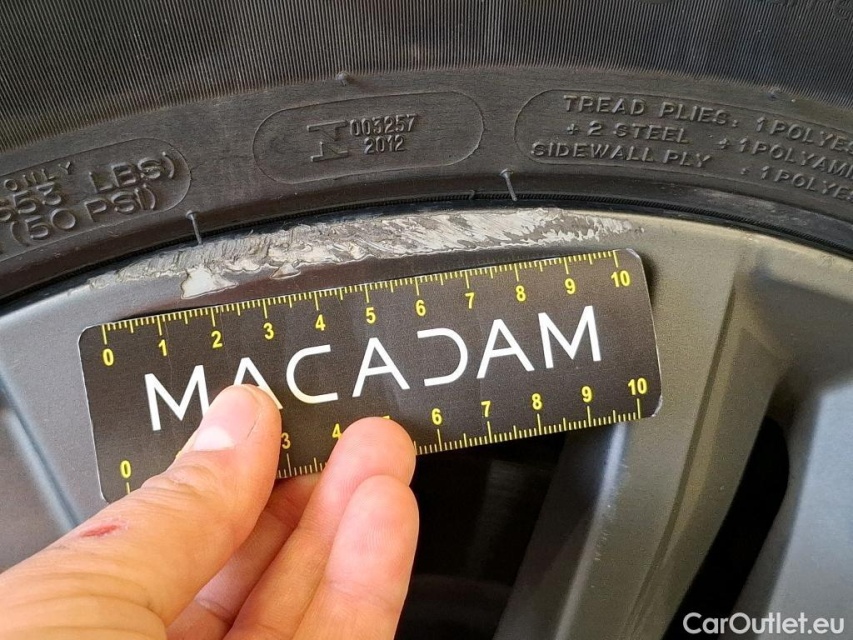 ONLY
653 LBS)
(50 PSI)
003257
2012
TREAD PLIES: 1 POLYES
+ 2 STEEL + 1 POLYAM
SIDEWALL PLY : 1 POLYE
0 1 2 3 4 5 6 7 8 9 10
MACADAM
0 3 4 6 7 8 9 10
CarOutlet.eu